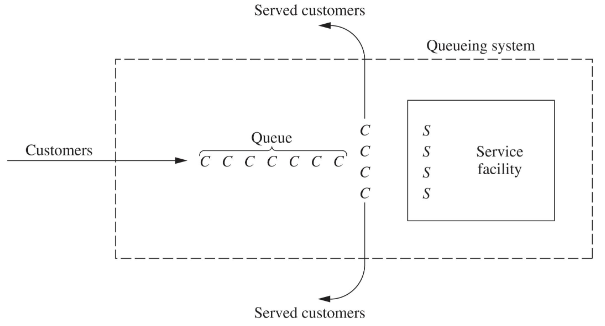 Served customers
Queueing system
Queue
Customers
C C C C C C C
C S
C S
C S
C S
Service
facility
Served customers